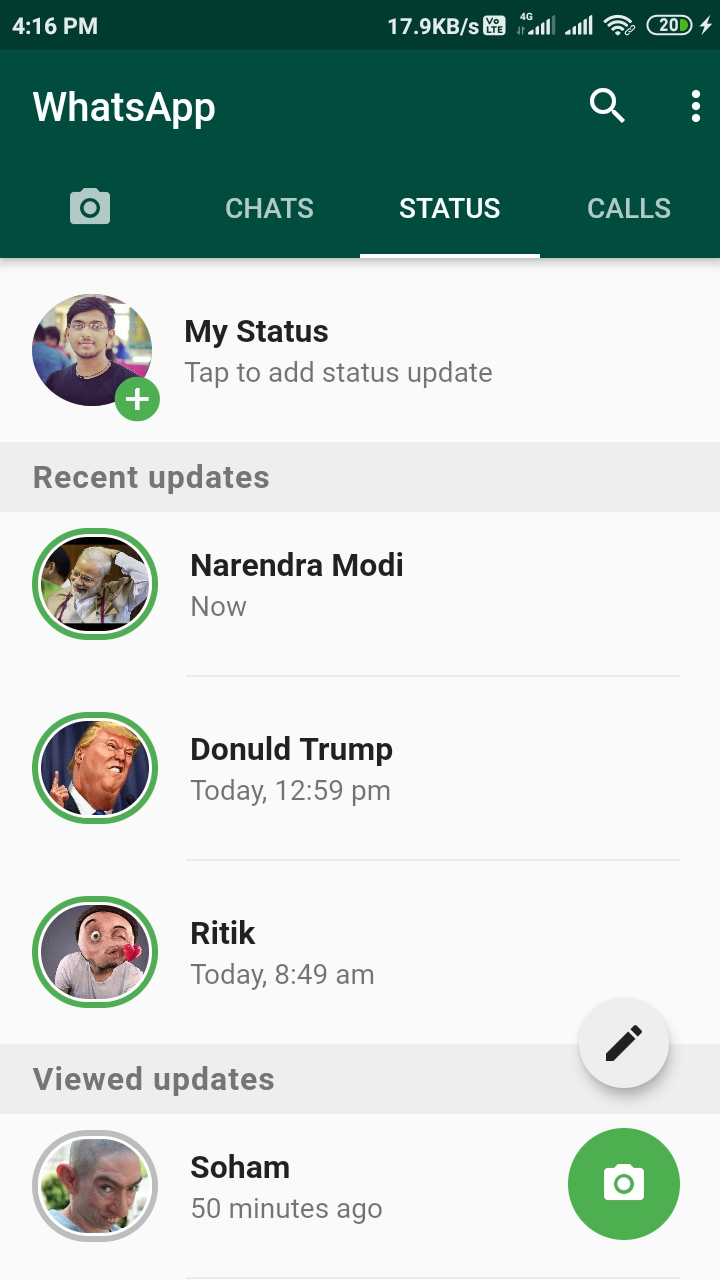 4:16 PM 17.9KB/s Vo LTE 4G 20
WhatsApp
CHATS STATUS CALLS
My Status
Tap to add status update
Recent updates
Narendra Modi
Now
Donuld Trump
Today, 12:59 pm
Ritik
Today, 8:49 am
Viewed updates
Soham
50 minutes ago